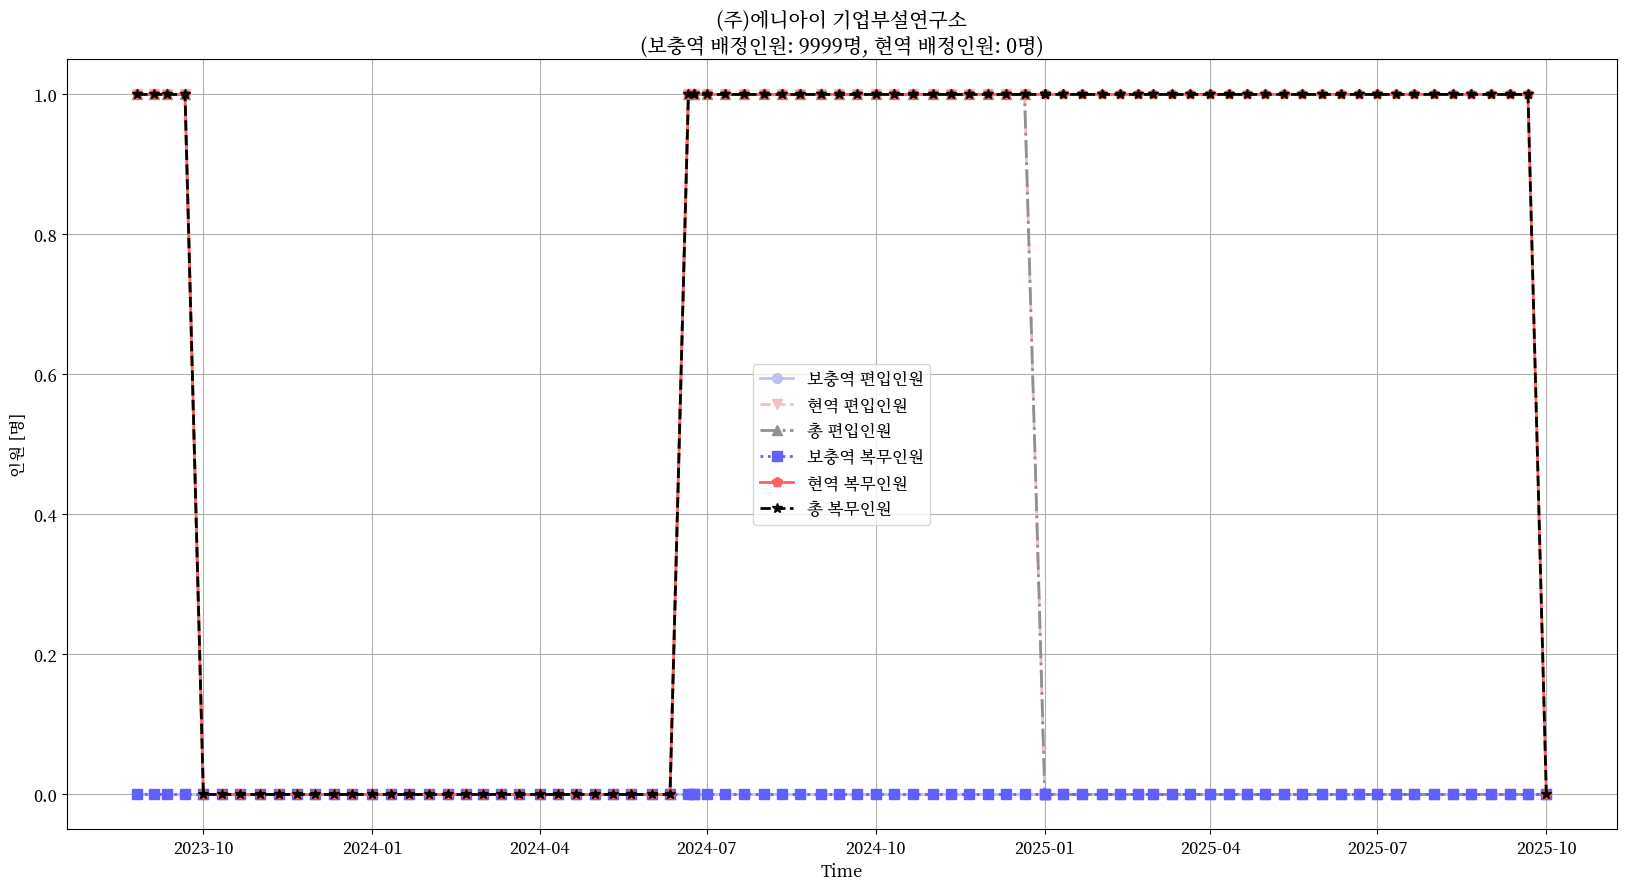 (주)에니아이 기업부설연구소
(보충역 배정인원: 9999명, 현역 배정인원: 0명)
인원 [명]
1.0
0.8
0.6
0.4
0.2
0.0
보충역 편입인원
현역 편입인원
총 편입인원
보충역 복무인원
현역 복무인원
총 복무인원
2023-10 2024-01 2024-04 2024-07 2024-10 2025-01 2025-04 2025-07 2025-10
Time